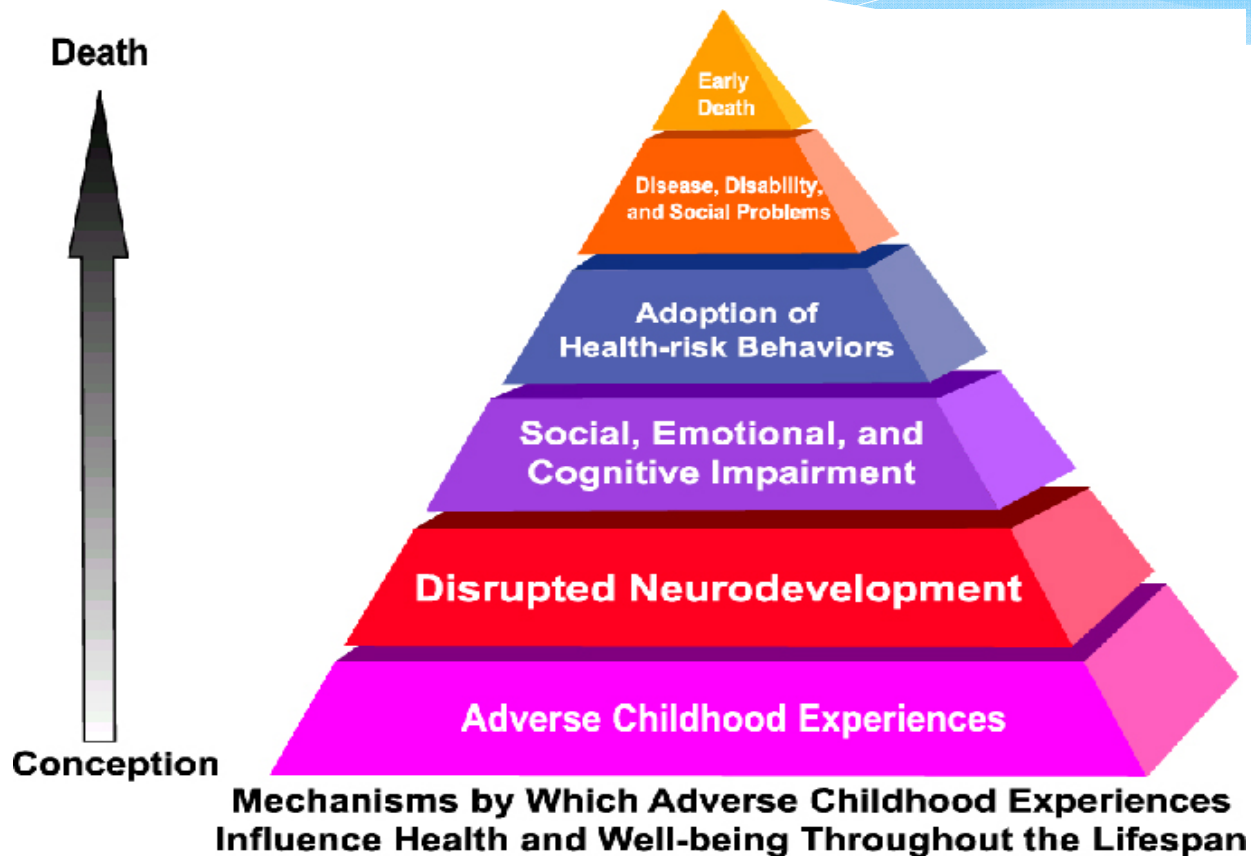 Death
Early
Death
Disease, Disability,
and Social Problems
Adoption of
Health-risk Behaviors
Social, Emotional, and
Cognitive Impairment
Disrupted Neurodevelopment
Adverse Childhood Experiences
Conception
Mechanisms by Which Adverse Childhood Experiences
Influence Health and Well-being Throughout the Lifespan